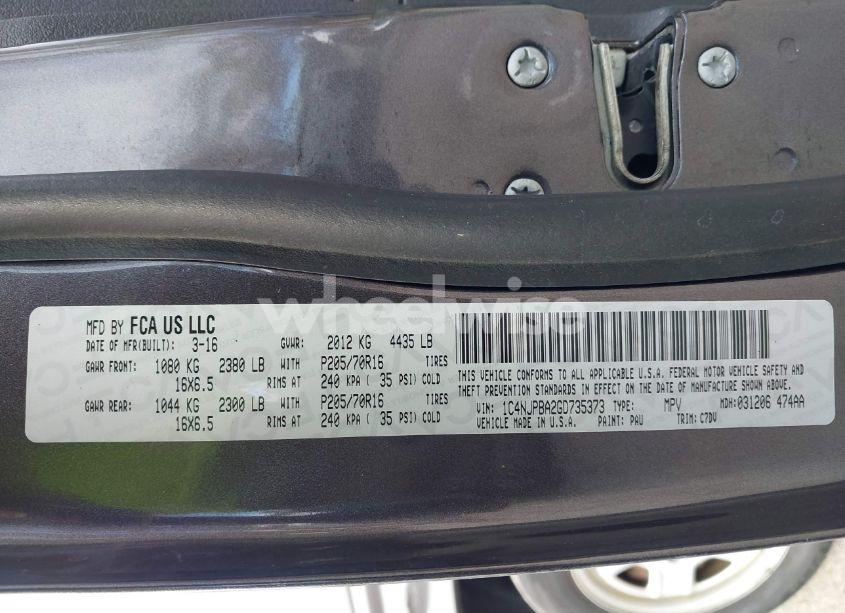 wheelwise
MFD BY FCA US LLC
DATE OF MFR(BUILT): 3-16 GVWR: 2012 KG 4435 LB
GAWR FRONT: 1080 KG 2380 LB WITH P205/70R16 TIRES
16X6.5 RIMS AT 240 KPA ( 35 PSI) COLD
GAWR REAR: 1044 KG 2300 LB WITH P205/70R16 TIRES
16X6.5 RIMS AT 240 KPA ( 35 PSI) COLD
THIS VEHICLE CONFORMS TO ALL APPLICABLE U.S.A. FEDERAL MOTOR VEHICLE SAFETY AND
THEFT PREVENTION STANDARDS IN EFFECT ON THE DATE OF MANUFACTURE SHOWN ABOVE.
VIN: 1C4NJPBA2GD735373 TYPE: MPV MDH: 031206 474AA
VEHICLE MADE IN U.S.A. PAINT: PAU TRIM: C7DV